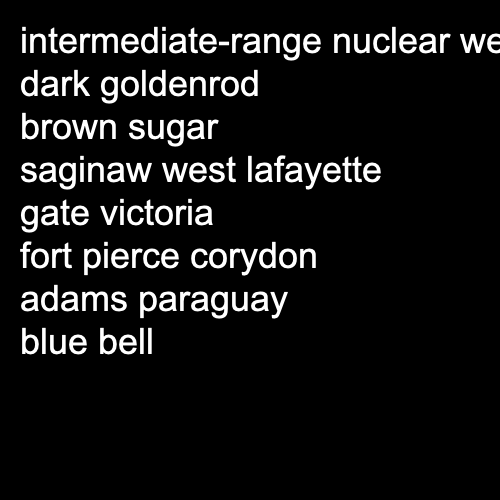 intermediate-range nuclear we
dark goldenrod
brown sugar
saginaw west lafayette
gate victoria
fort pierce corydon
adams paraguay
blue bell